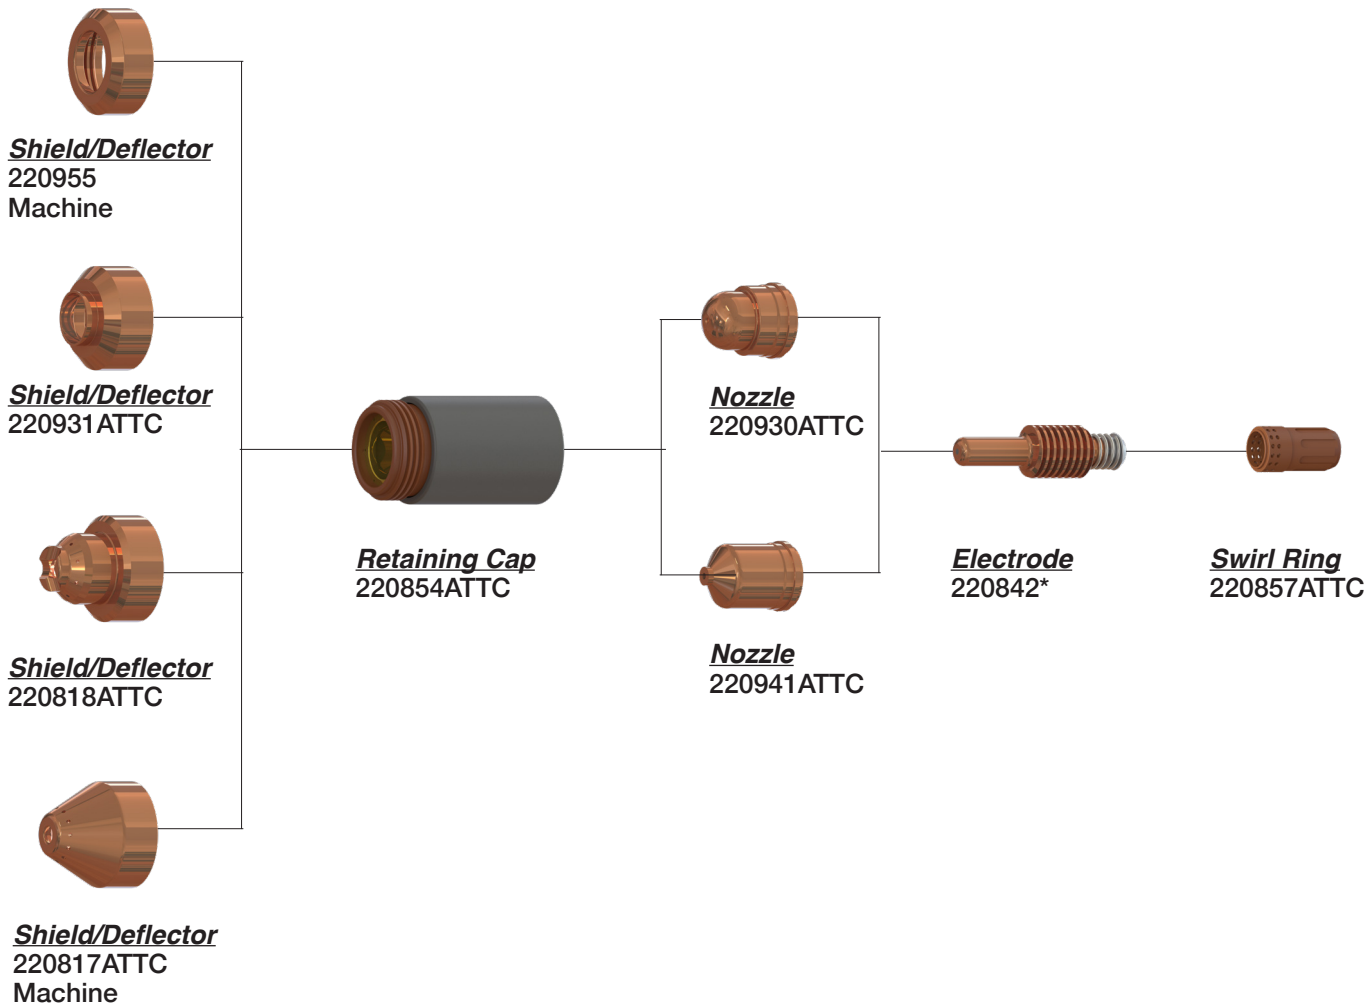 Shield/Deflector
220955
Machine
Shield/Deflector
220931ATTC
Shield/Deflector
220818ATTC
Shield/Deflector
220817ATTC
Machine
Retaining Cap
220854ATTC
Nozzle
220930ATTC
Nozzle
220941ATTC
Electrode
220842*
Swirl Ring
220857ATTC